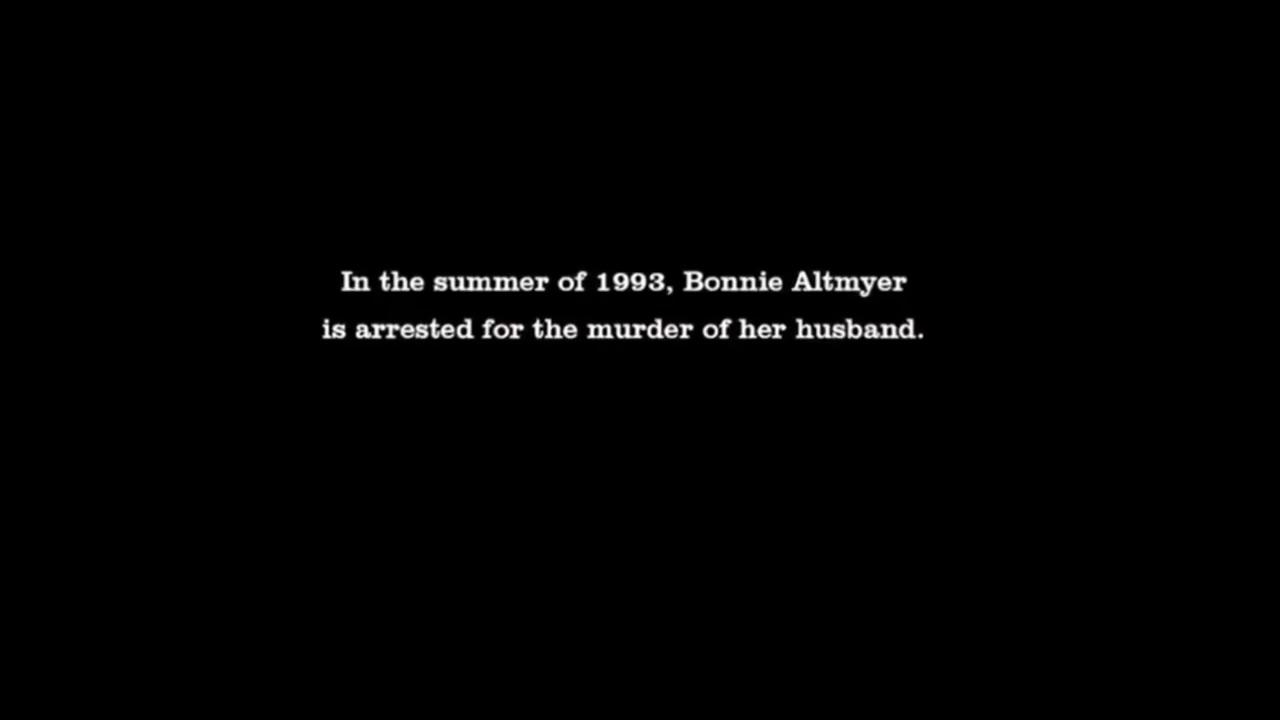 In the summer of 1993, Bonnie Altmyer
is arrested for the murder of her husband.